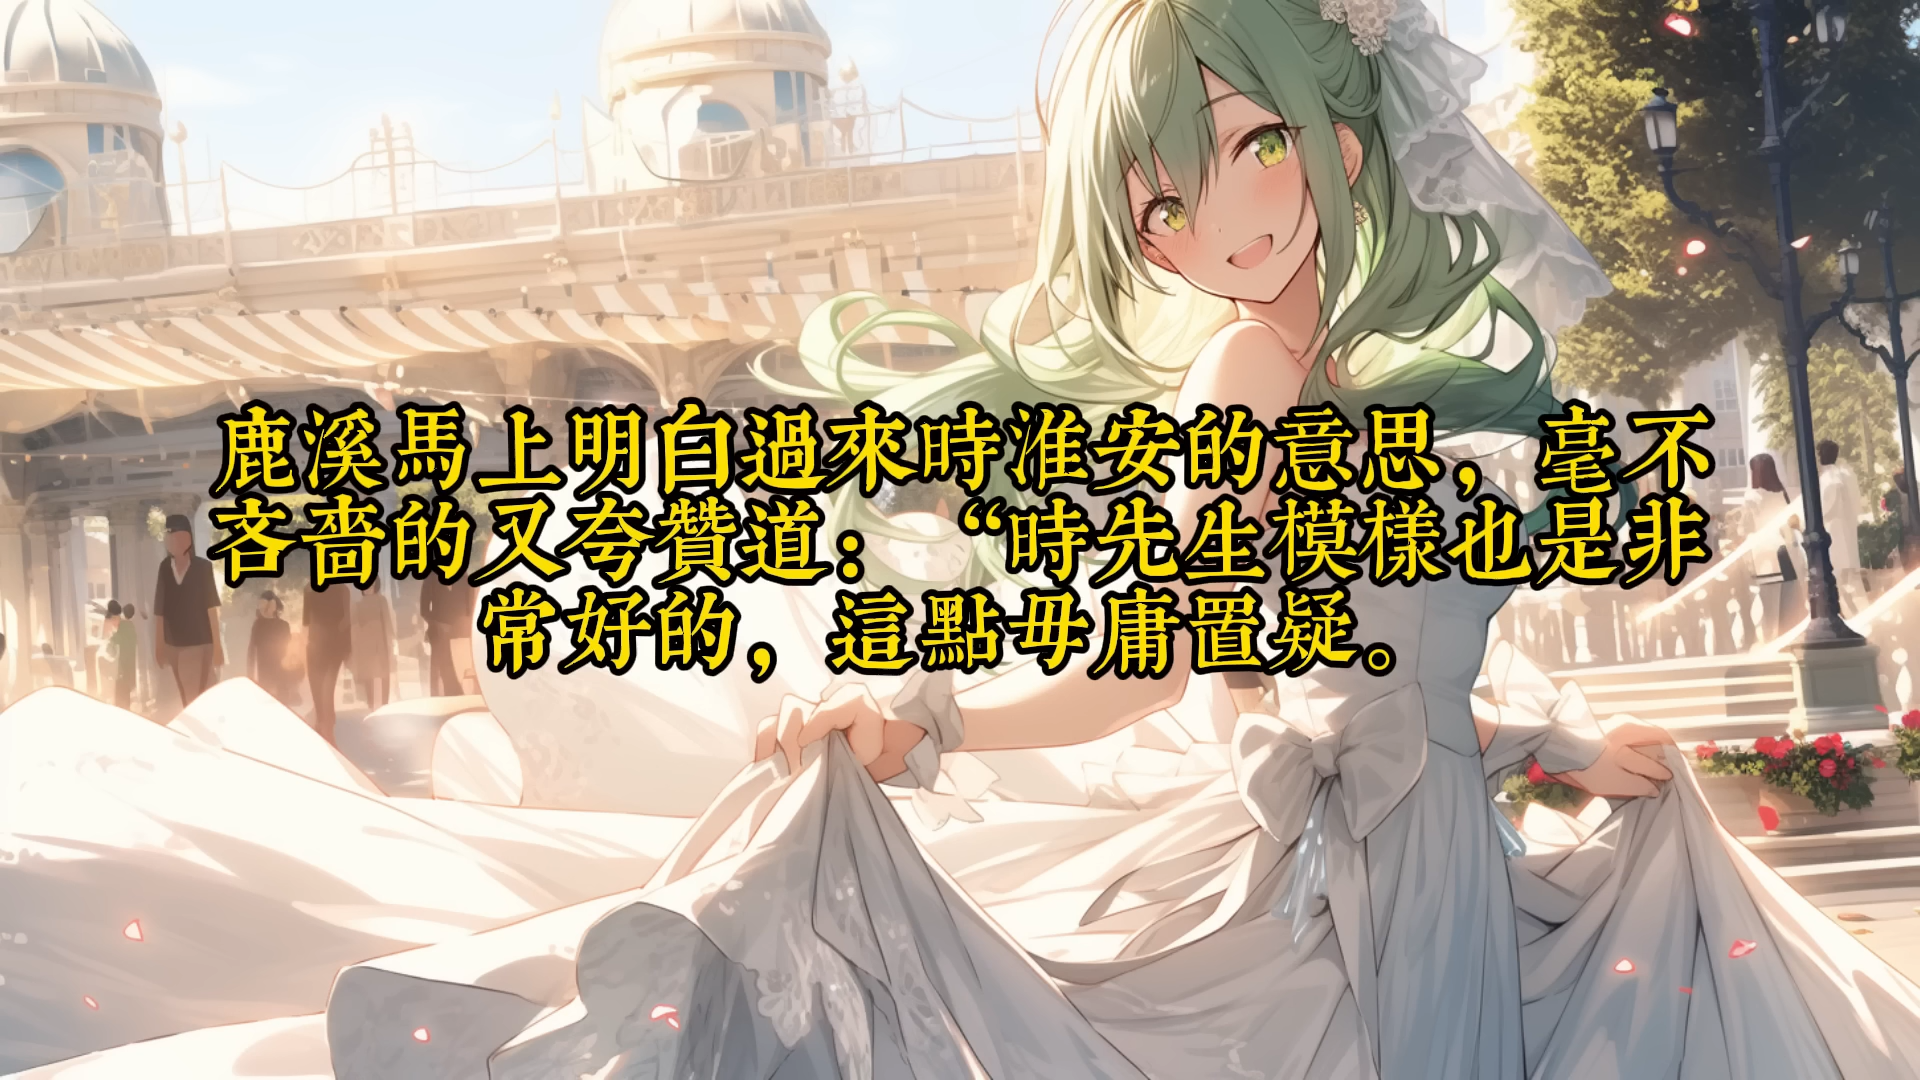 鹿溪馬上明白過來時淮安的意思，毫不
吝嗇的又夸贊道：“時先生模樣也是非
常好的，這點毋庸置疑。